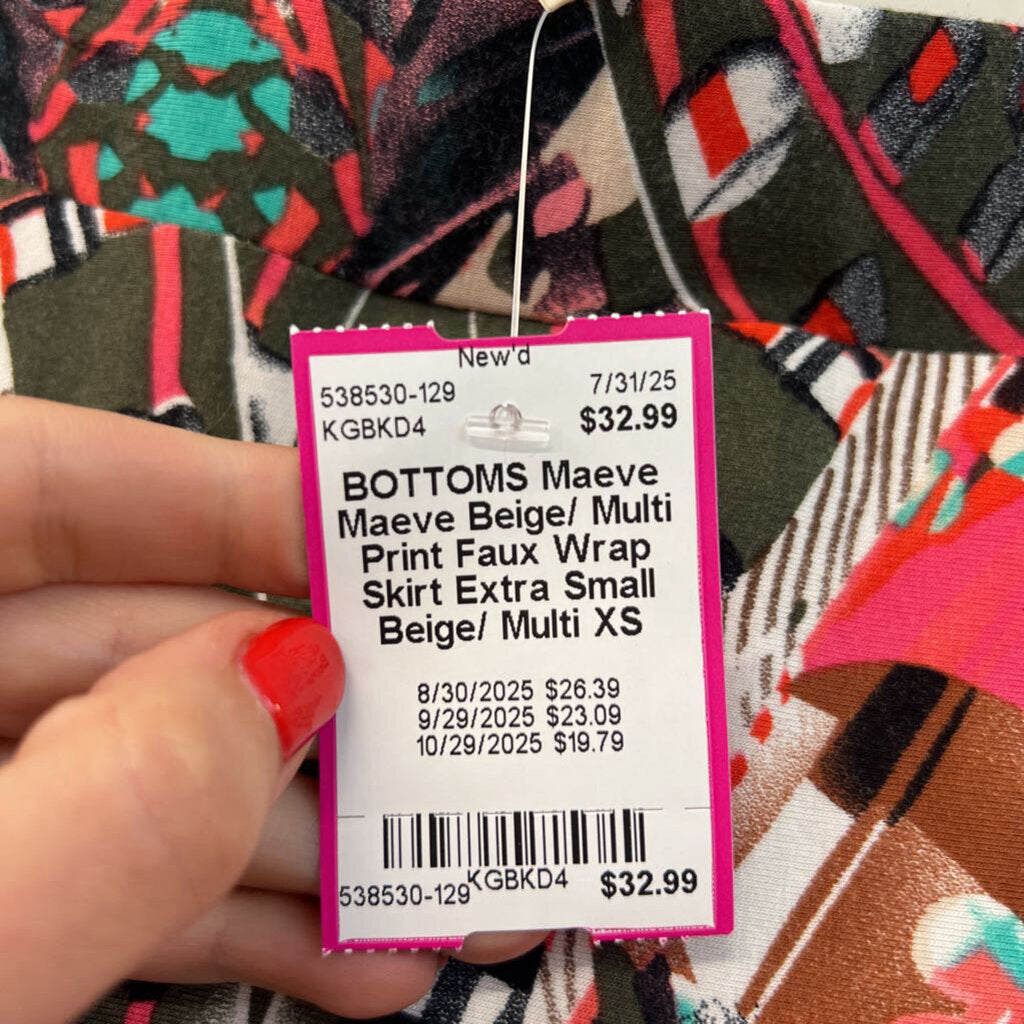 New'd
538530-129 7/31/25
KGBKD4 $32.99
BOTTOMS Maeve
Maeve Beige/ Multi
Print Faux Wrap
Skirt Extra Small
Beige/ Multi XS
8/30/2025 $26.39
9/29/2025 $23.09
10/29/2025 $19.79
538530-129 KGBKD4 $32.99